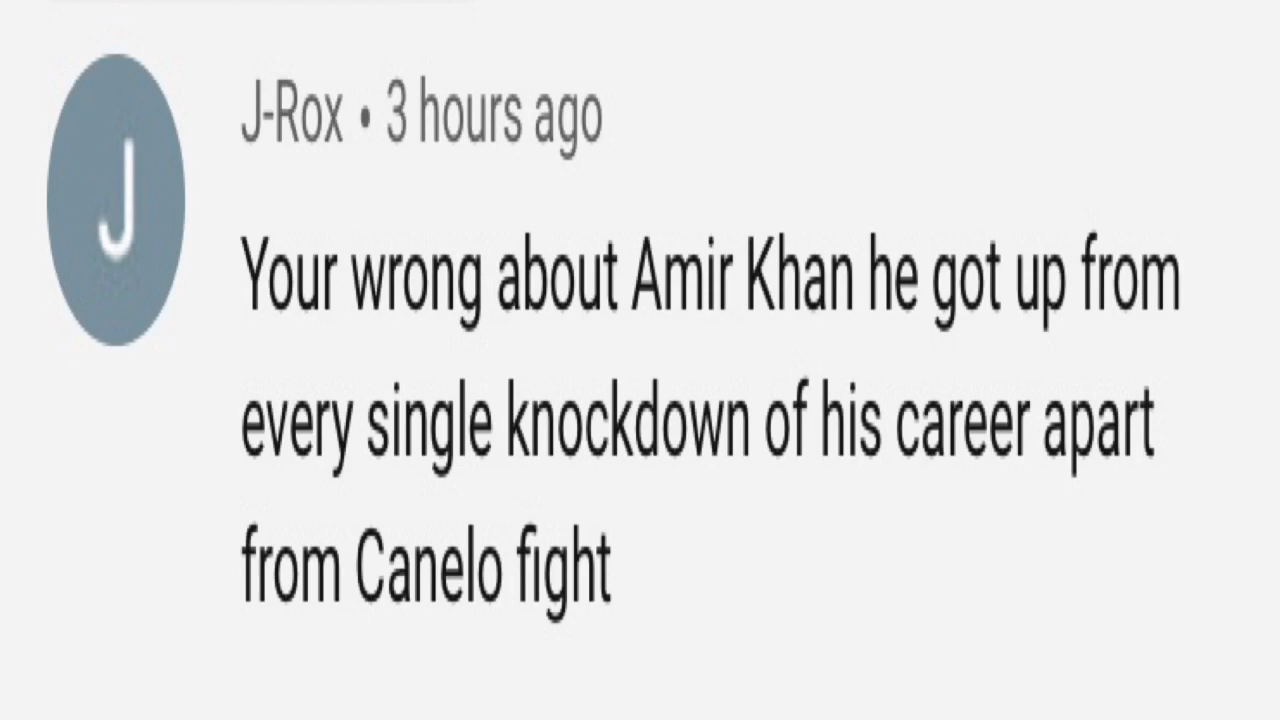 J
J-Rox • 3 hours ago
Your wrong about Amir Khan he got up from
every single knockdown of his career apart
from Canelo fight